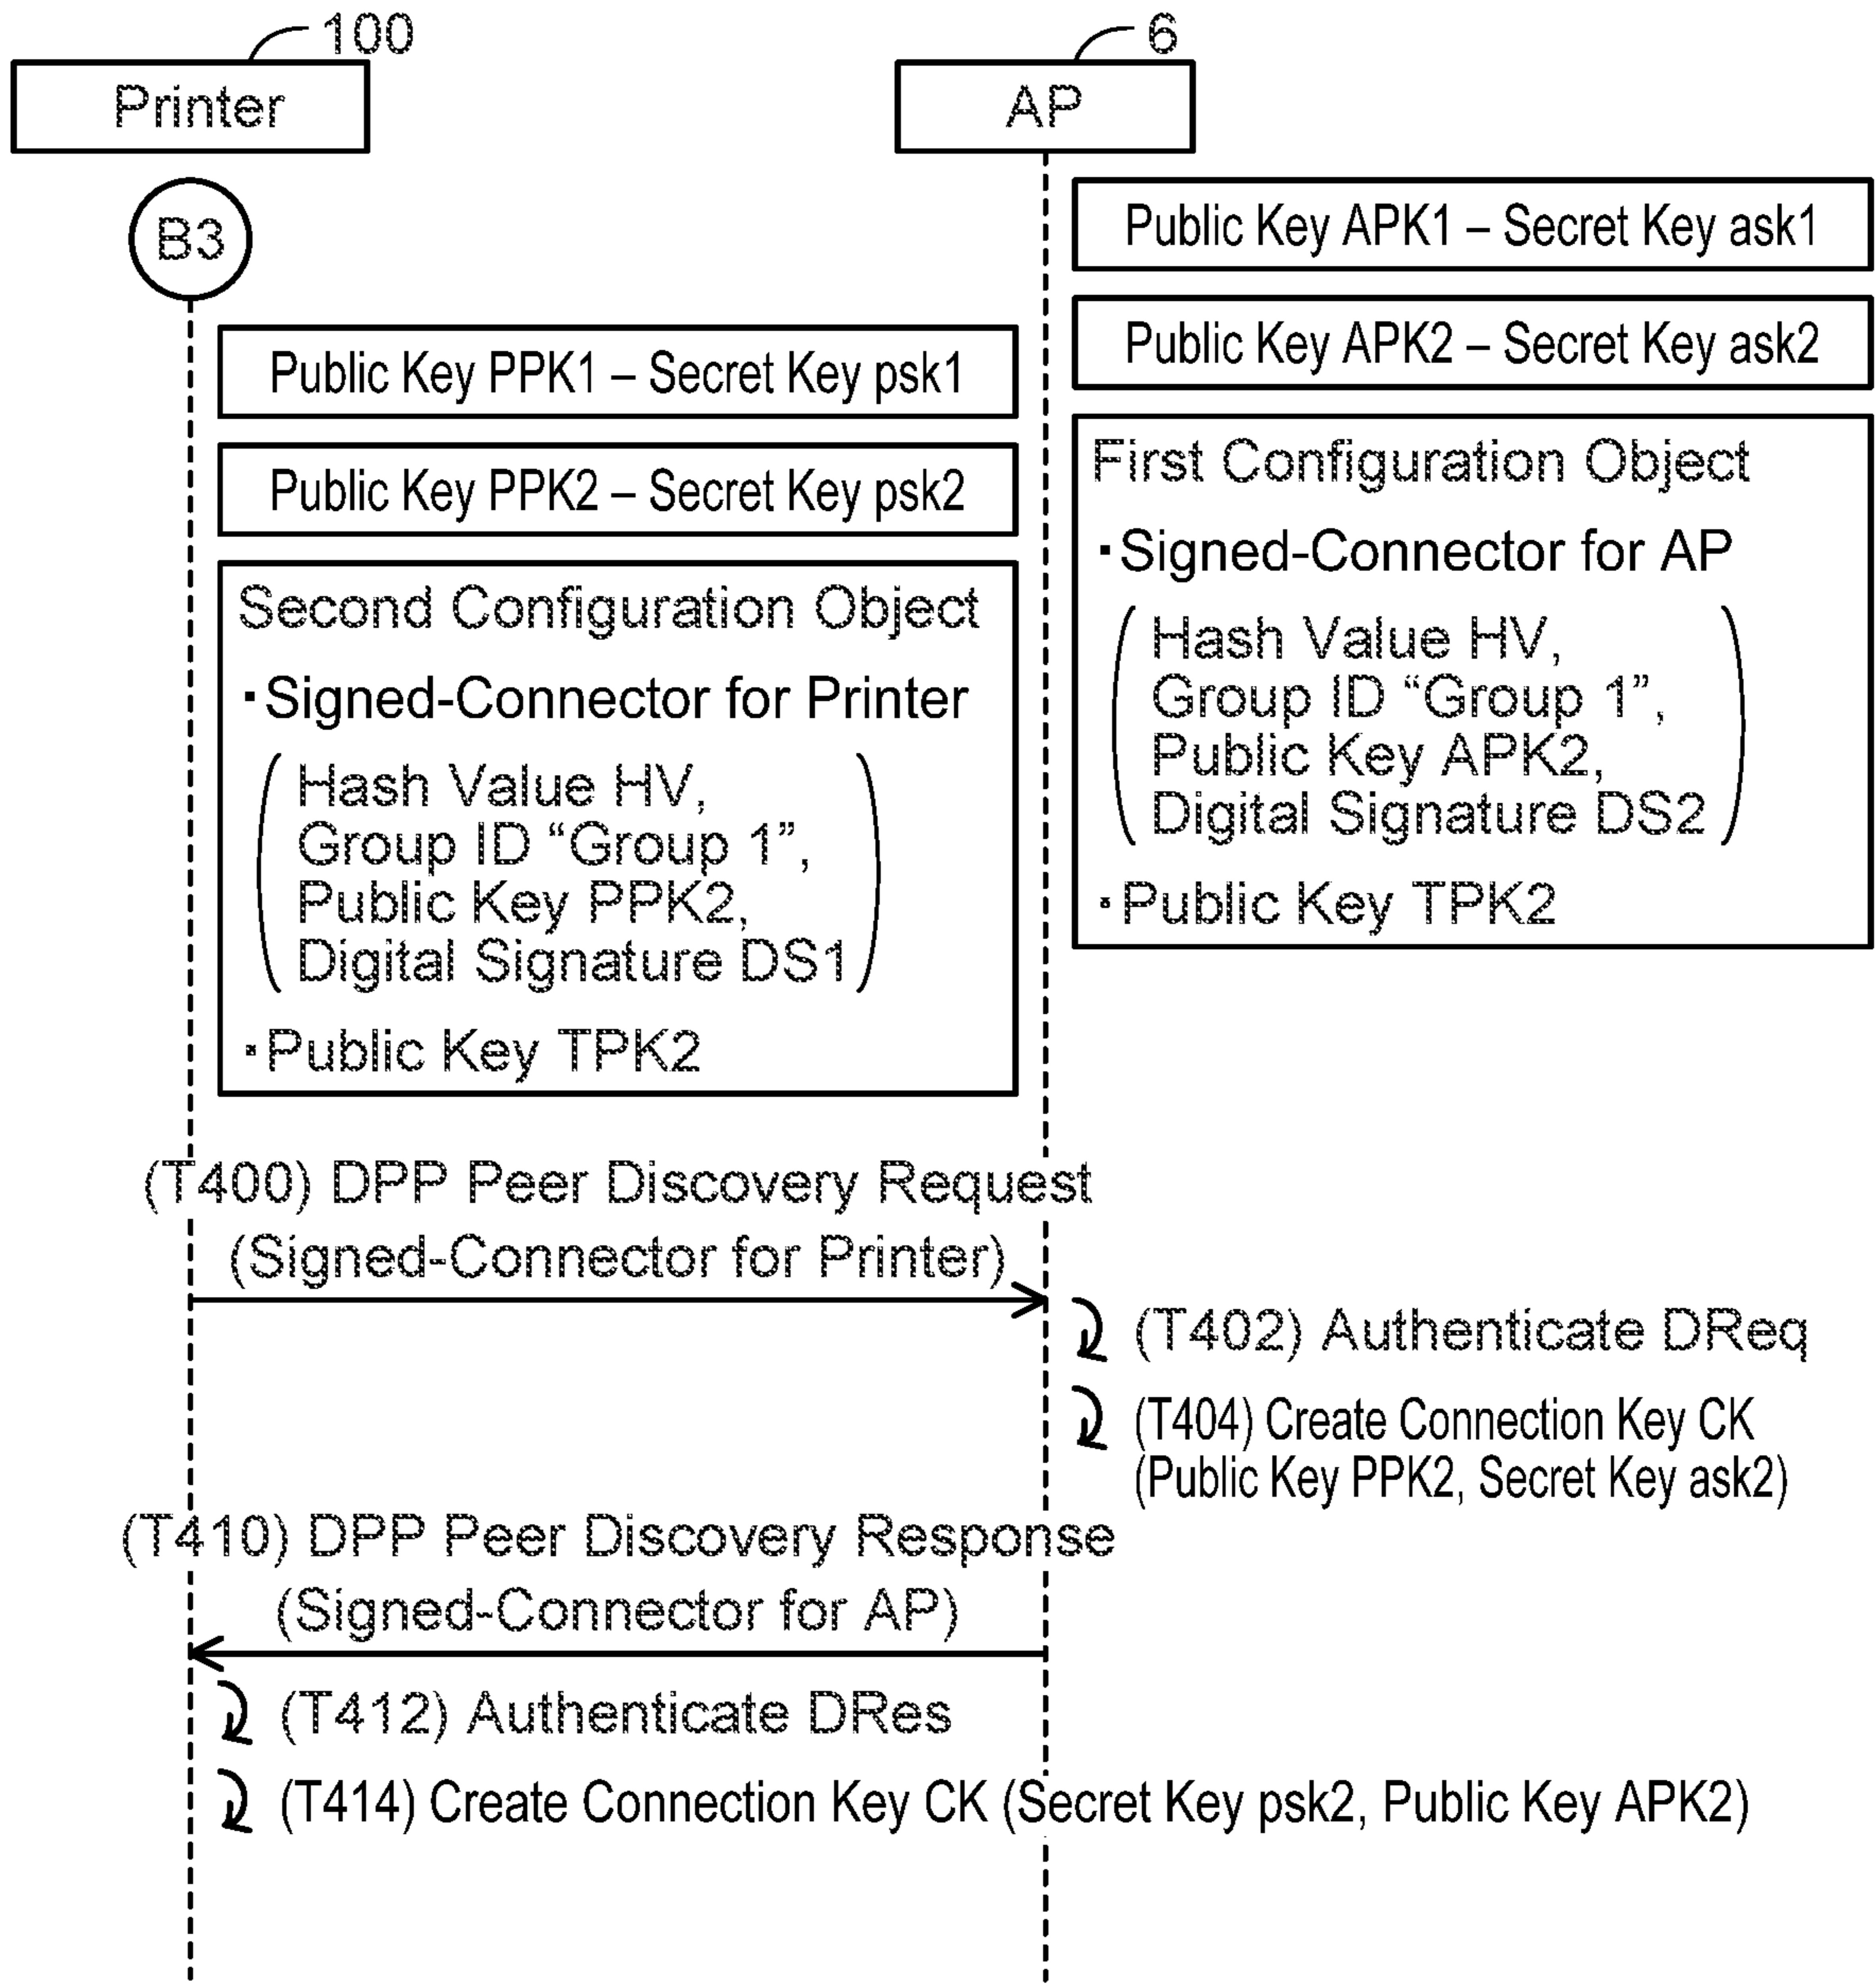 100
6
Printer
AP
B3
Public Key APK1 – Secret Key ask1
Public Key APK2 – Secret Key ask2
First Configuration Object
・Signed-Connector for AP
Hash Value HV,
Group ID “Group 1”,
Public Key APK2,
Digital Signature DS2
・Public Key TPK2
Public Key PPK1 – Secret Key psk1
Public Key PPK2 – Secret Key psk2
Second Configuration Object
・Signed-Connector for Printer
Hash Value HV,
Group ID “Group 1”,
Public Key PPK2,
Digital Signature DS1
・Public Key TPK2
(T400) DPP Peer Discovery Request
(Signed-Connector for Printer)
(T402) Authenticate DReq
(T404) Create Connection Key CK
(Public Key PPK2, Secret Key ask2)
(T410) DPP Peer Discovery Response
(Signed-Connector for AP)
(T412) Authenticate DRes
(T414) Create Connection Key CK (Secret Key psk2, Public Key APK2)